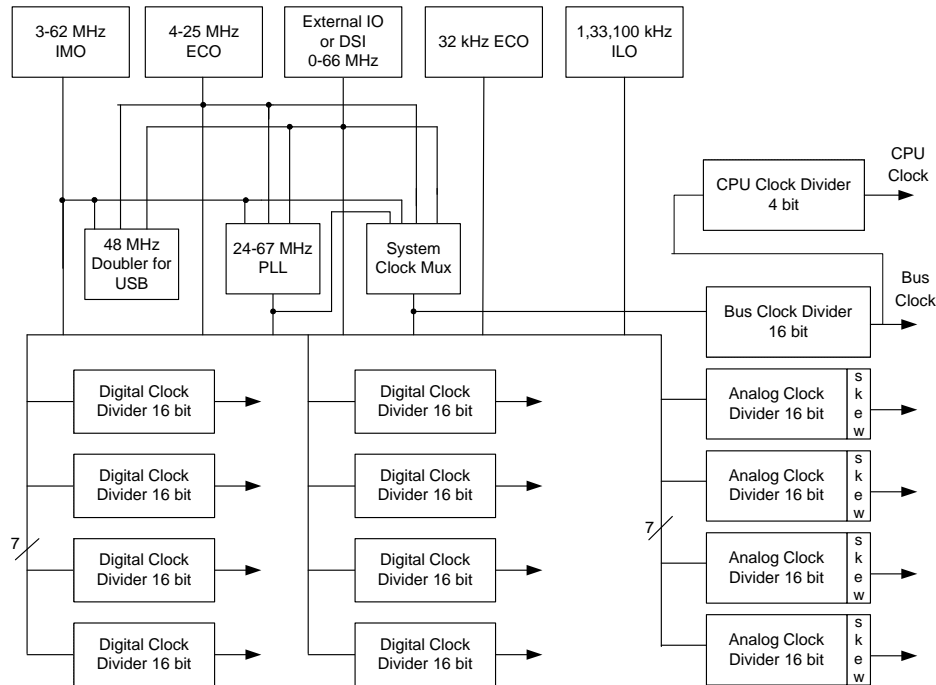 3-62 MHz
IMO
4-25 MHz
ECO
External IO
or DSI
0-66 MHz
32 kHz ECO
1,33,100 kHz
ILO
CPU
Clock
CPU Clock Divider
4 bit
48 MHz
Doubler for
USB
24-67 MHz
PLL
System
Clock Mux
Bus
Clock
Bus Clock Divider
16 bit
Digital Clock
Divider 16 bit
Digital Clock
Divider 16 bit
Analog Clock
Divider 16 bit
s
k
e
w
Digital Clock
Divider 16 bit
Digital Clock
Divider 16 bit
Analog Clock
Divider 16 bit
s
k
e
w
7
7
Digital Clock
Divider 16 bit
Digital Clock
Divider 16 bit
Analog Clock
Divider 16 bit
s
k
e
w
Digital Clock
Divider 16 bit
Digital Clock
Divider 16 bit
Analog Clock
Divider 16 bit
s
k
e
w